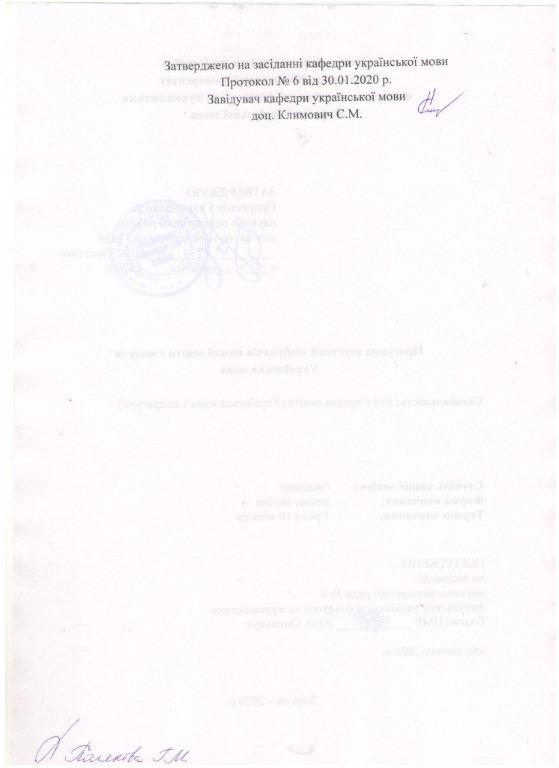 Затверджено на засіданні кафедри української мови
Протокол № 6 від 30.01.2020 р.
Завідувач кафедри української мови
доц. Климович С.М.
ЗАТВЕРДЖУЮ
Проректор з
Програма атестації здобувачів вищої освіти з модуля
Українська мова
Спеціальність: 014 Середня освіта (Українська мова і література)
Ступінь вищої освіти: бакалавр
Форма навчання: денна, заочна
Термін навчання: 3 роки 10 місяців
ПОГОДЖЕНО
на засіданні
науково-методичної ради № 4
факультету української філології та журналістики
Голова НМР Ю.О. Омельчук
лютого 2020 р.
Херсон – 2020 р.